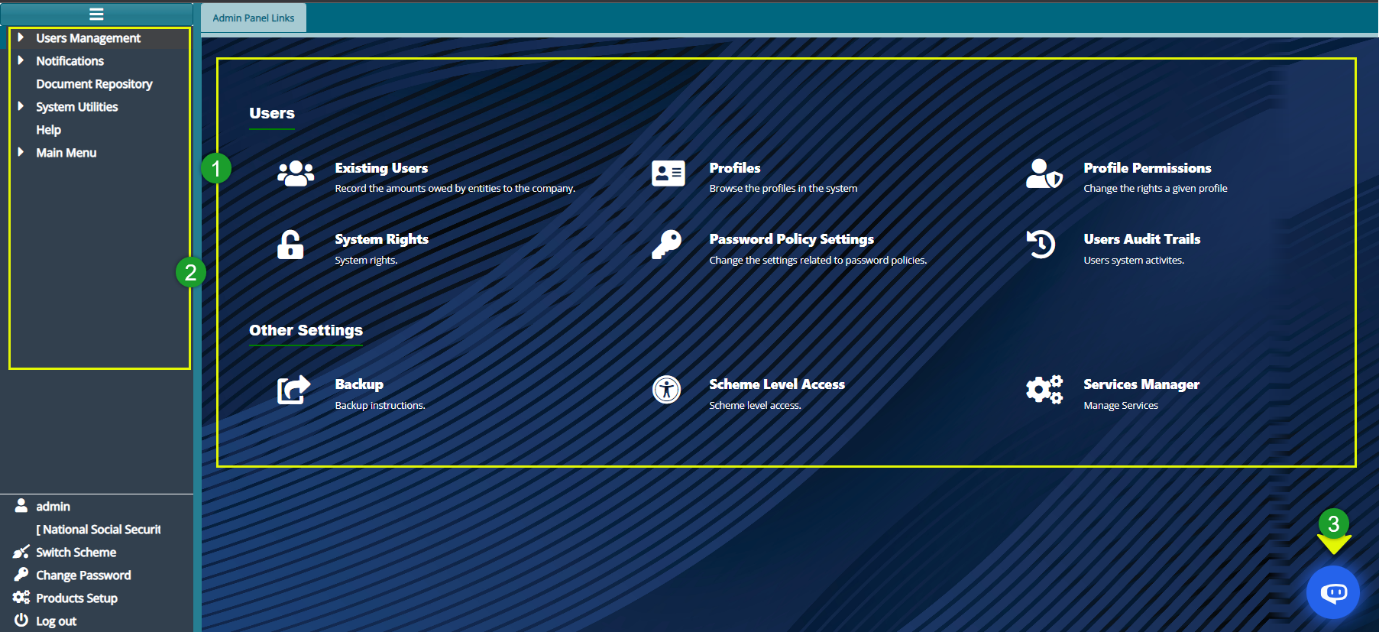 Admin Panel Links
Users Management
Notifications
Document Repository
System Utilities
Help
Main Menu
1
2
Users
Existing Users
Record the amounts owed by entities to the company.
Profiles
Browse the profiles in the system
Profile Permissions
Change the rights a given profile
System Rights
System rights.
Password Policy Settings
Change the settings related to password policies.
Users Audit Trails
Users system activites.
Other Settings
Backup
Backup instructions.
Scheme Level Access
Scheme level access.
Services Manager
Manage Services
3
admin
[ National Social Securit
Switch Scheme
Change Password
Products Setup
Log out